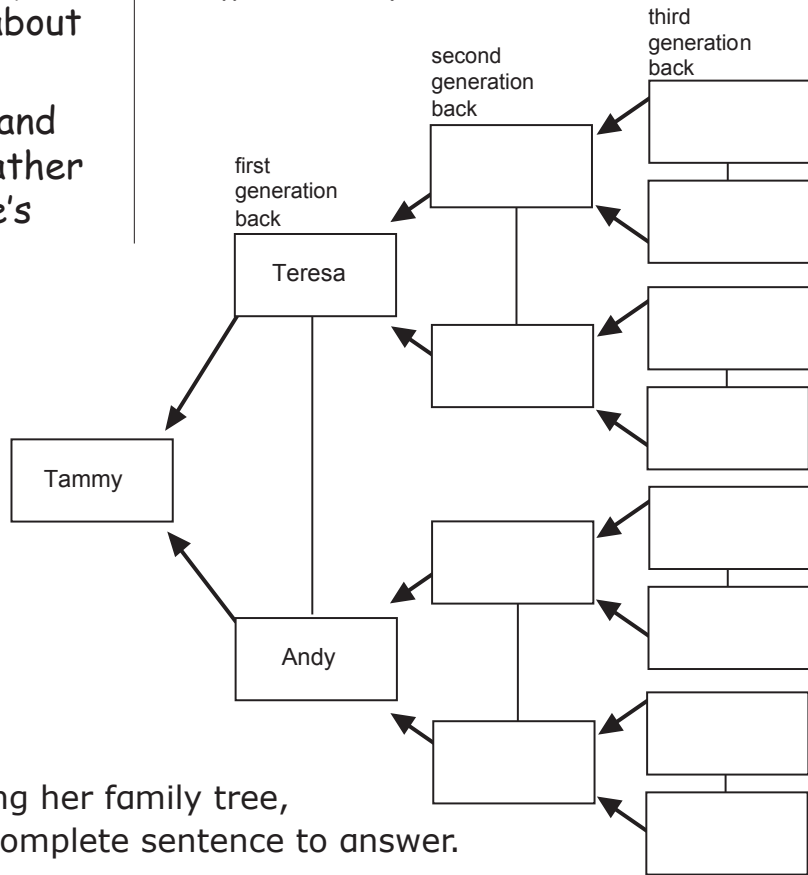 about
and
ather
e's
first
generation
back
second
generation
back
third
generation
back
Teresa
Tammy
Andy
ng her family tree,
omplete sentence to answer.